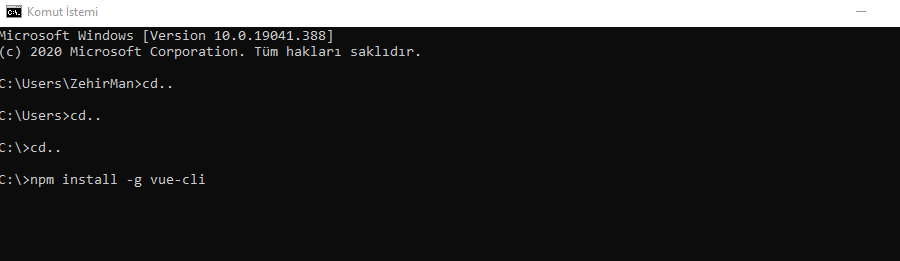 Komut İstemi
Microsoft Windows [Version 10.0.19041.388]
(c) 2020 Microsoft Corporation. Tüm hakları saklıdır.
C:\Users\ZehirMan>cd..
C:\Users>cd..
C:\>cd..
C:\>npm install -g vue-cli